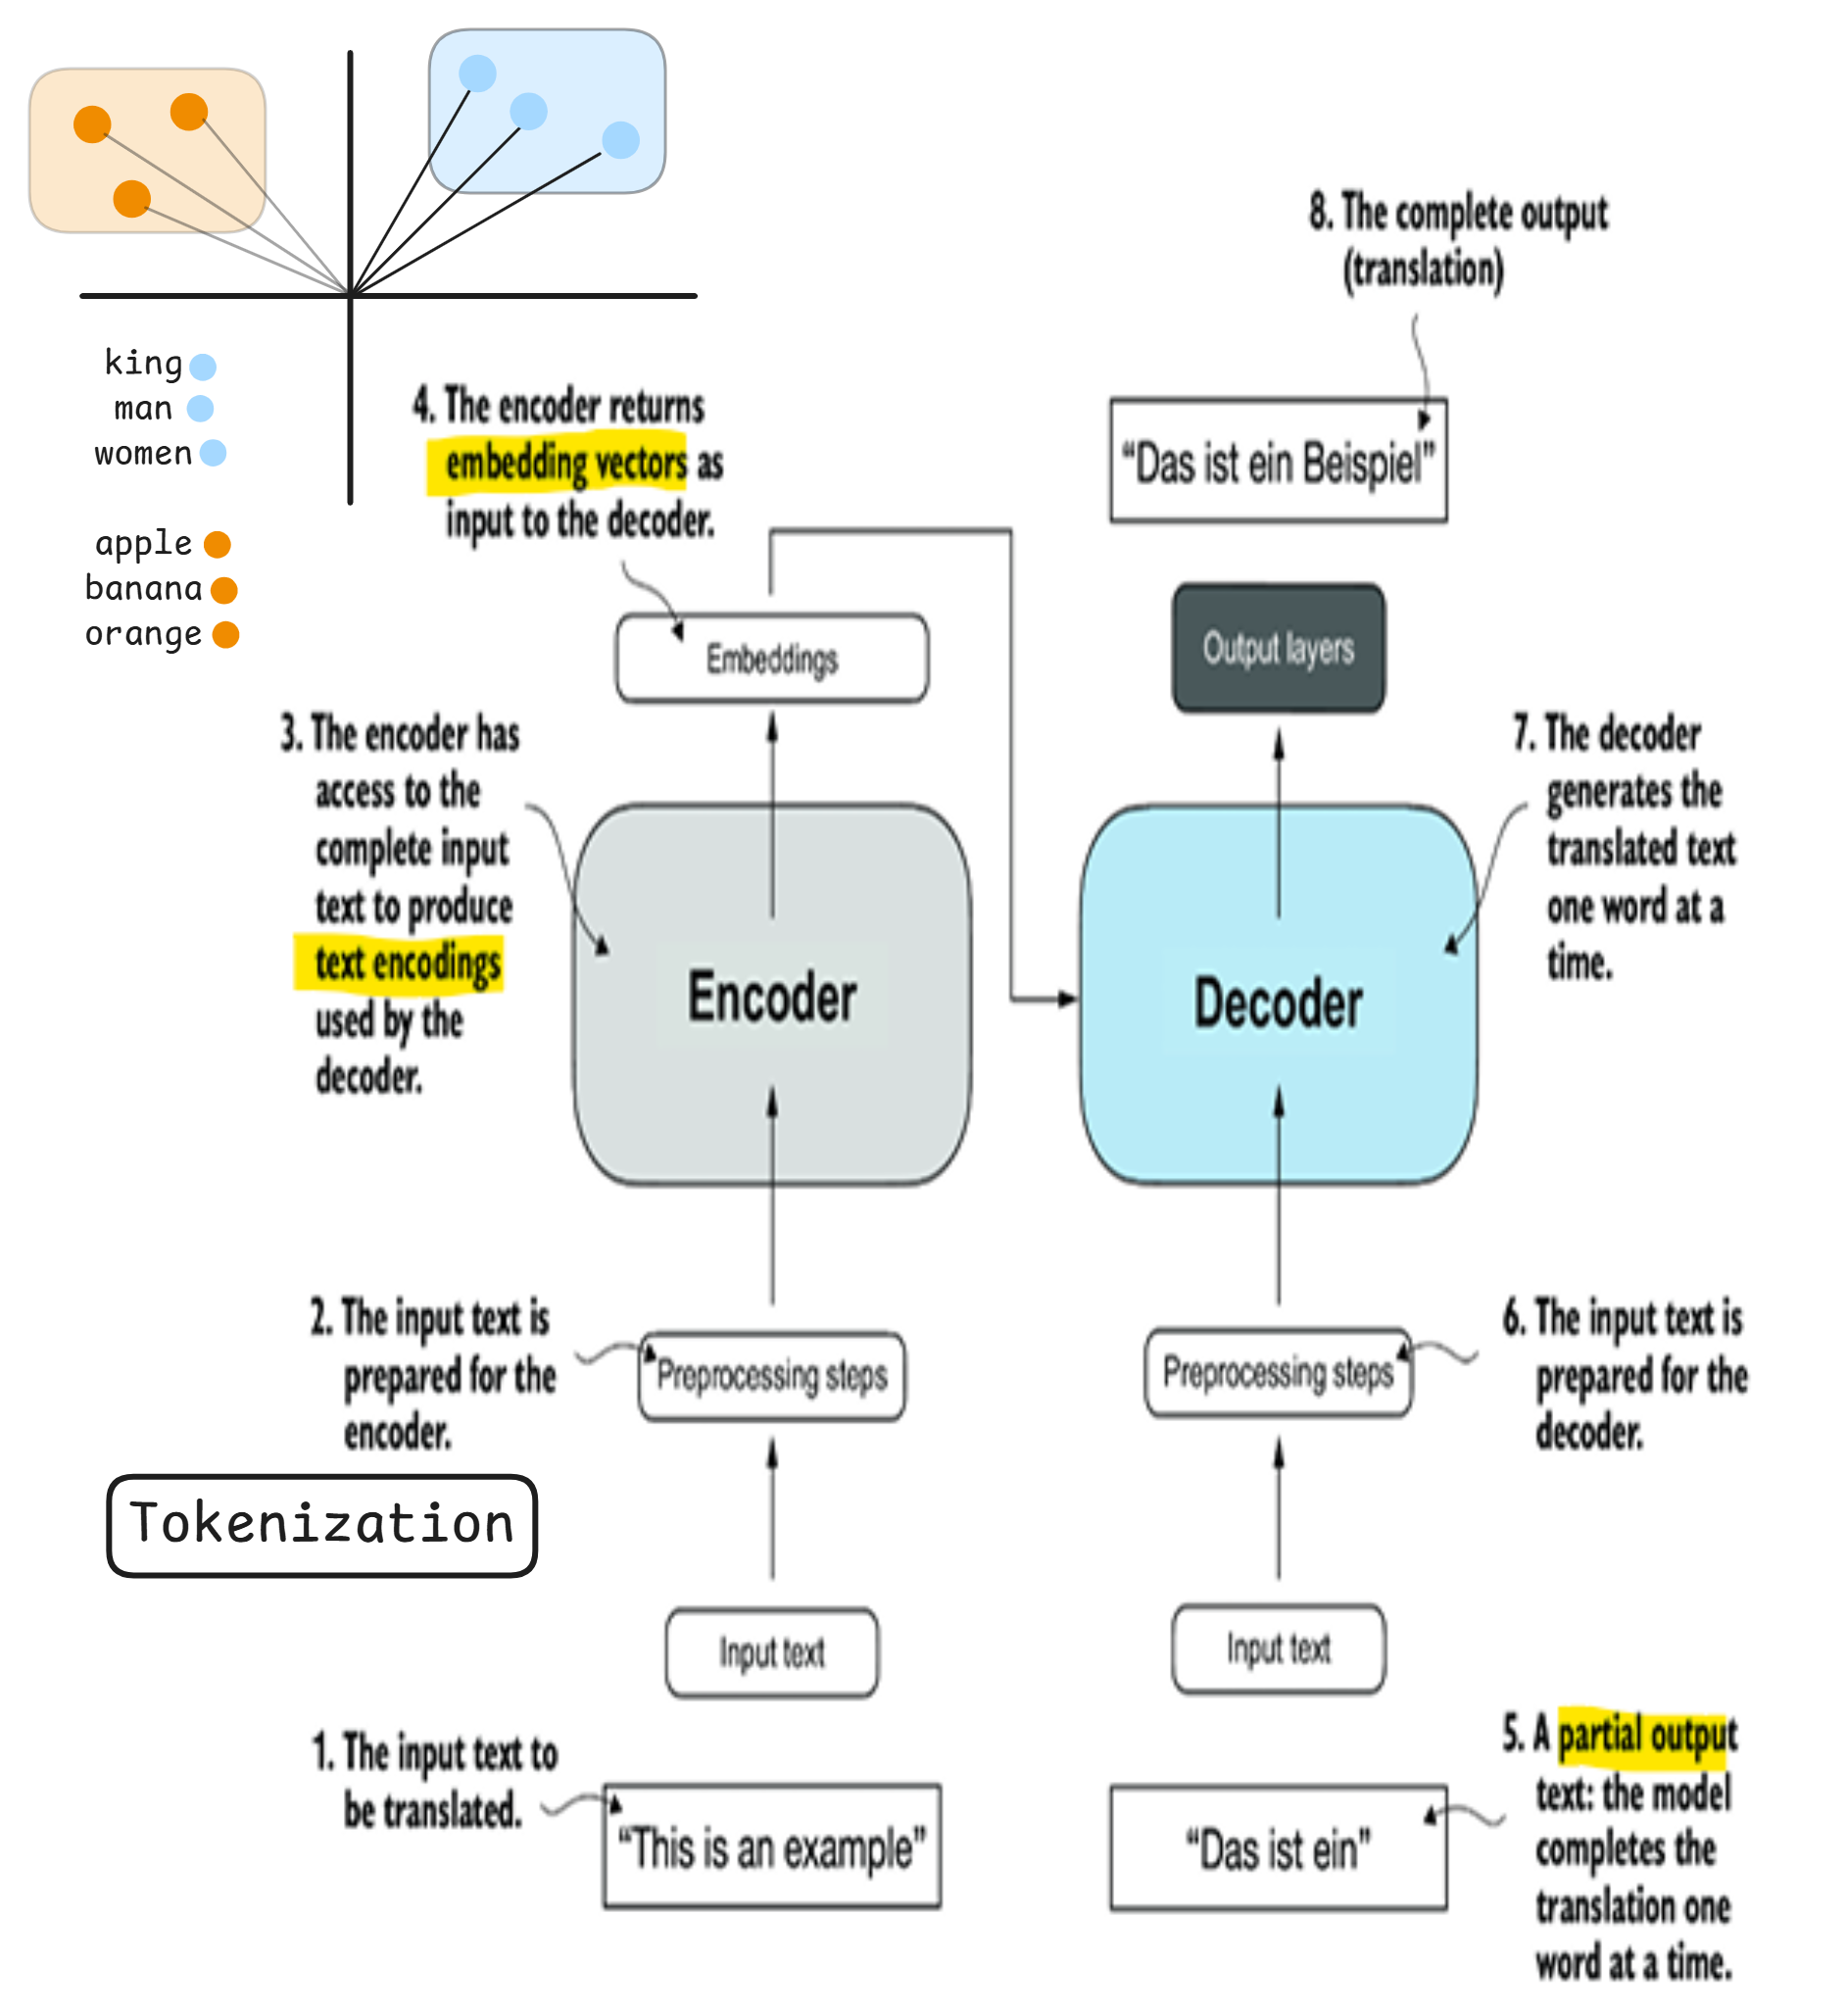 king
man
women
apple
banana
orange
8. The complete output
(translation)
“Das ist ein Beispiel”
4. The encoder returns
embedding vectors as
input to the decoder.
Embeddings
Output layers
3. The encoder has
access to the
complete input
text to produce
text encodings
used by the
decoder.
7. The decoder
generates the
translated text
one word at a
time.
Encoder
Decoder
2. The input text is
prepared for the
encoder.
Preprocessing steps
Preprocessing steps
6. The input text is
prepared for the
decoder.
Tokenization
Input text
Input text
1. The input text to
be translated.
“This is an example”
“Das ist ein”
5. A partial output
text: the model
completes the
translation one
word at a time.